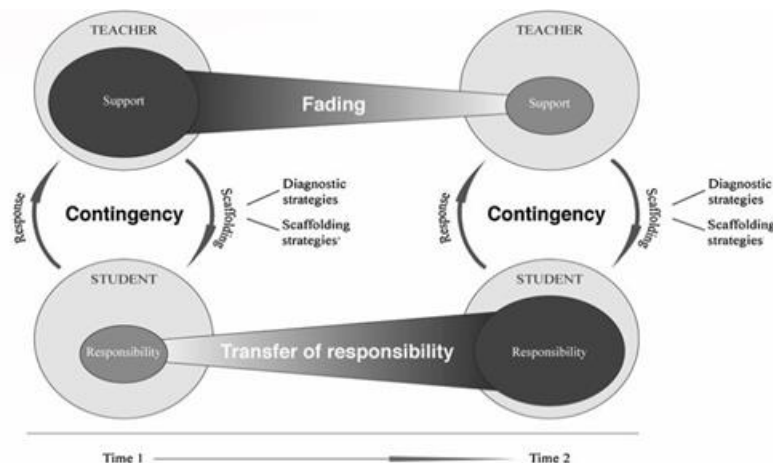 TEACHER
TEACHER
Support
Fading
Support
Response
Contingency
Scaffolding
Diagnostic
strategies
Scaffolding
strategies'
Response
Contingency
Scaffolding
Diagnostic
strategies
Scaffolding
strategies
STUDENT
STUDENT
Responsibility
Transfer of responsibility
Responsibility
Time 1
Time 2